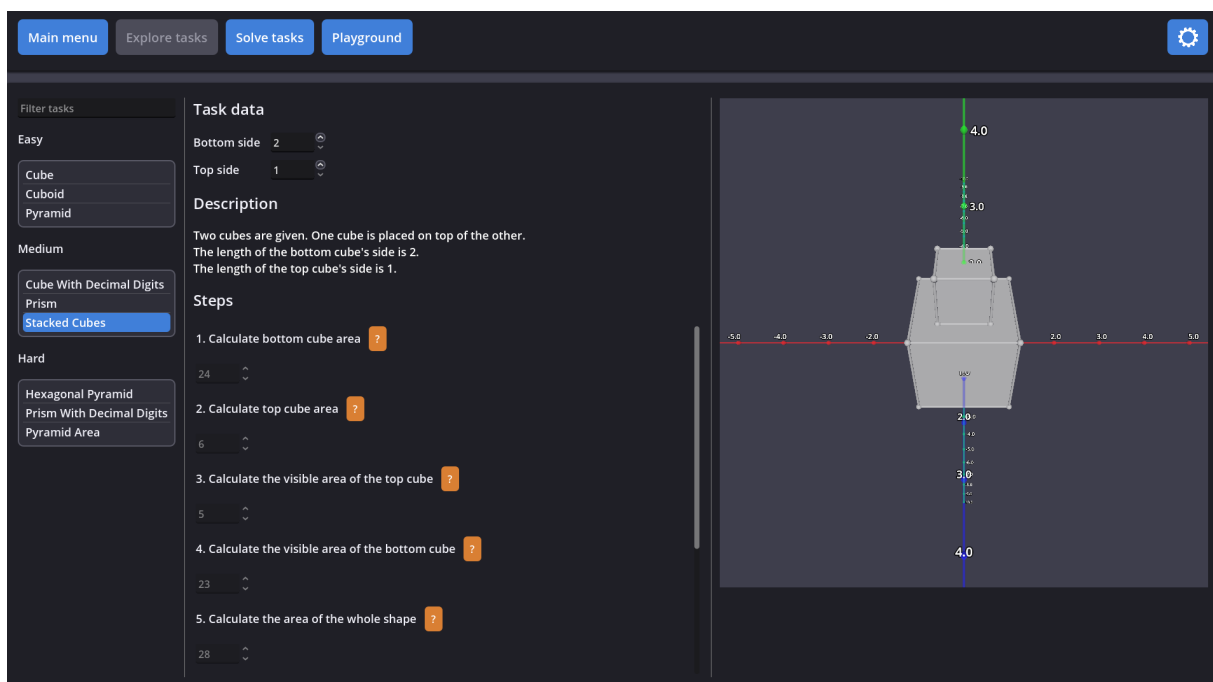 Main menu
Explore tasks
Solve tasks
Playground
Filter tasks
Easy
Cube
Cuboid
Pyramid
Medium
Cube With Decimal Digits
Prism
Stacked Cubes
Hard
Hexagonal Pyramid
Prism With Decimal Digits
Pyramid Area
Task data
Bottom side 2
Top side 1
Description
Two cubes are given. One cube is placed on top of the other.
The length of the bottom cube's side is 2.
The length of the top cube's side is 1.
Steps
1. Calculate bottom cube area ?
24
2. Calculate top cube area ?
6
3. Calculate the visible area of the top cube ?
5
4. Calculate the visible area of the bottom cube ?
23
5. Calculate the area of the whole shape ?
28
4.0
3.0
2.0
-5.0 -4.0 -3.0 -2.0 2.0 3.0 4.0 5.0
2.0
3.0
4.0